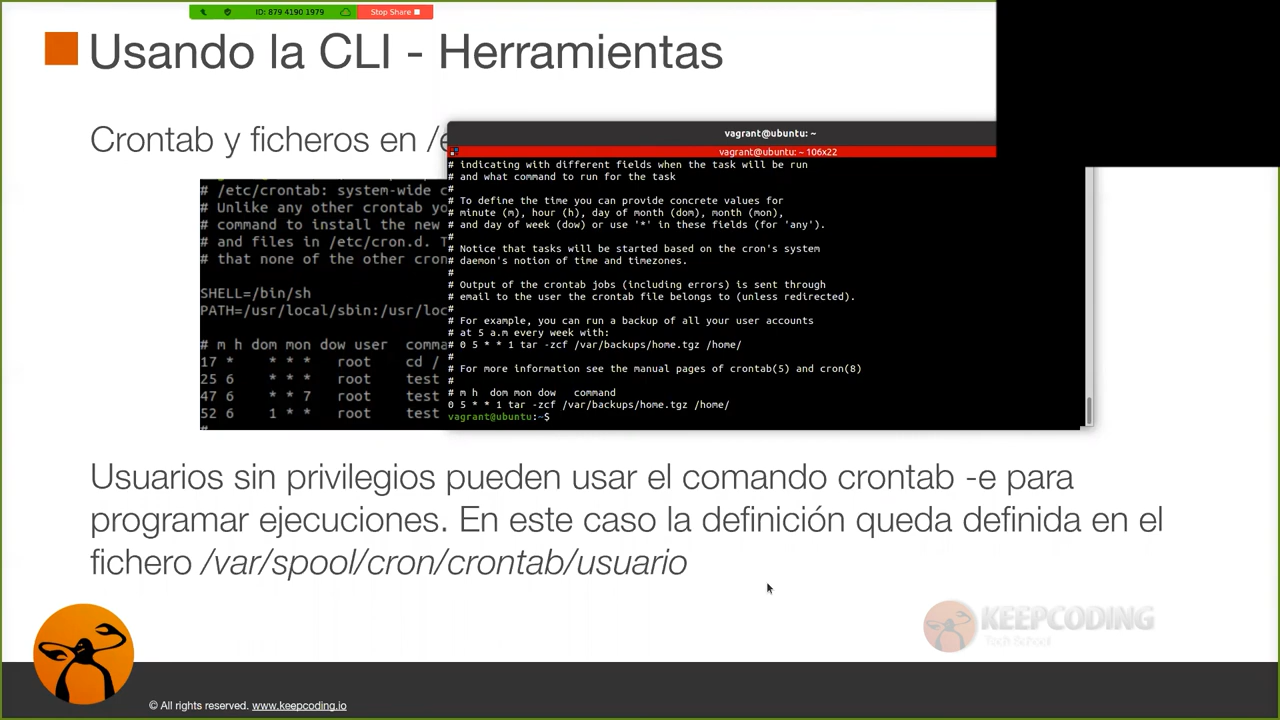 ID: 879 4190 1979
Stop Share
Usando la CLI - Herramientas
Crontab y ficheros en /e
# /etc/crontab: system-wide c
# Unlike any other crontab yo
# command to install the new
# and files in /etc/cron.d. T
# that none of the other cron
SHELL=/bin/sh
PATH=/usr/local/sbin:/usr/loc
# m h dom mon dow user comma
17 * * * * root cd /
25 6 * * * root test
47 6 * * 7 root test
52 6 1 * * root test
#
vagrant@ubuntu: ~
vagrant@ubuntu: ~ 106x22
# indicating with different fields when the task will be run
# and what command to run for the task
#
# To define the time you can provide concrete values for
# minute (m), hour (h), day of month (dom), month (mon),
# and day of week (dow) or use '*' in these fields (for 'any').
#
# Notice that tasks will be started based on the cron's system
# daemon's notion of time and timezones.
#
# Output of the crontab jobs (including errors) is sent through
# email to the user the crontab file belongs to (unless redirected).
#
# For example, you can run a backup of all your user accounts
# at 5 a.m every week with:
# 0 5 * * 1 tar -zcf /var/backups/home.tgz /home/
#
# For more information see the manual pages of crontab(5) and cron(8)
#
# m h  dom mon dow   command
0 5 * * 1 tar -zcf /var/backups/home.tgz /home/
vagrant@ubuntu:~$
Usuarios sin privilegios pueden usar el comando crontab -e para
programar ejecuciones. En este caso la definición queda definida en el
fichero /var/spool/cron/crontab/usuario
KEEPCODING
Tech School
© All rights reserved. www.keepcoding.io